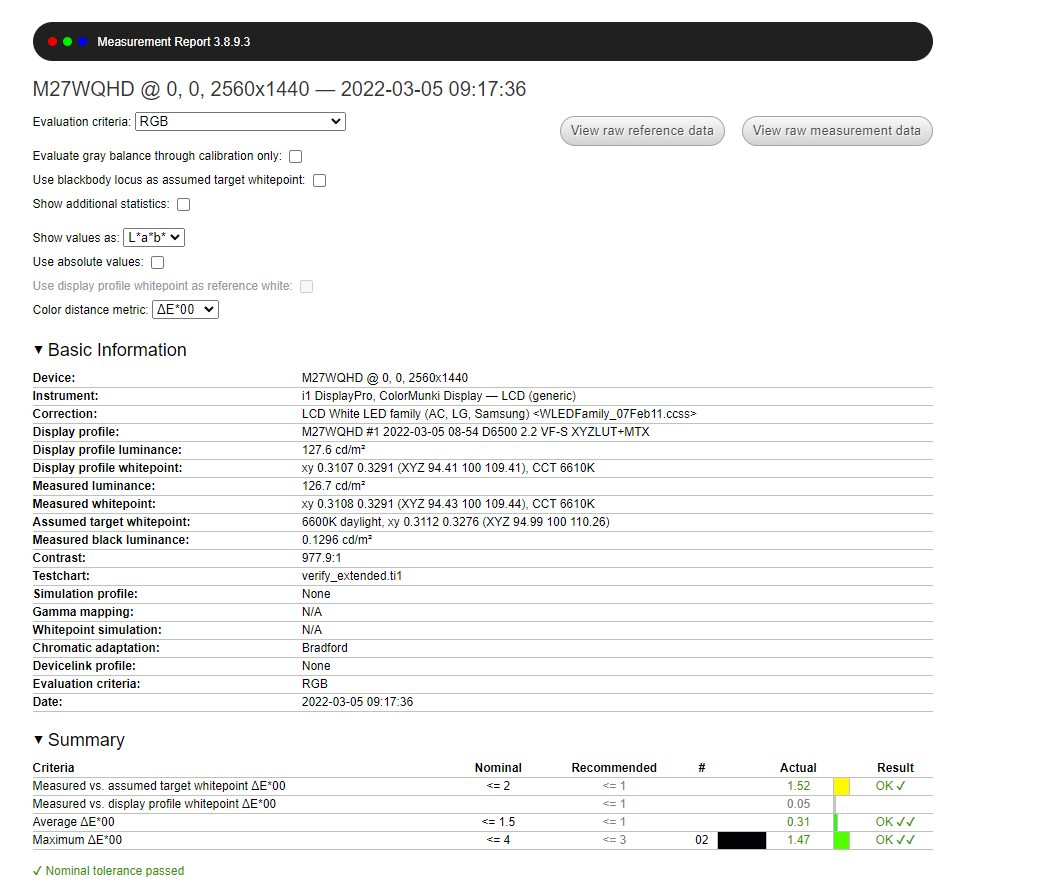 Measurement Report 3.8.9.3
M27WQHD @ 0, 0, 2560x1440 — 2022-03-05 09:17:36
Evaluation criteria: RGB
View raw reference data
View raw measurement data
Evaluate gray balance through calibration only:
Use blackbody locus as assumed target whitepoint:
Show additional statistics:
Show values as: L*a*b*
Use absolute values:
Use display profile whitepoint as reference white:
Color distance metric: ΔE*00
▼ Basic Information
Device: M27WQHD @ 0, 0, 2560x1440
Instrument: i1 DisplayPro, ColorMunki Display — LCD (generic)
Correction: LCD White LED family (AC, LG, Samsung) <WLEDFamily_07Feb11.ccss>
Display profile: M27WQHD #1 2022-03-05 08-54 D6500 2.2 VF-S XYZLUT+MTX
Display profile luminance: 127.6 cd/m²
Display profile whitepoint: xy 0.3107 0.3291 (XYZ 94.41 100 109.41), CCT 6610K
Measured luminance: 126.7 cd/m²
Measured whitepoint: xy 0.3108 0.3291 (XYZ 94.43 100 109.44), CCT 6610K
Assumed target whitepoint: 6600K daylight, xy 0.3112 0.3276 (XYZ 94.99 100 110.26)
Measured black luminance: 0.1296 cd/m²
Contrast: 977.9:1
Testchart: verify_extended.ti1
Simulation profile: None
Gamma mapping: N/A
Whitepoint simulation: N/A
Chromatic adaptation: Bradford
Devicelink profile: None
Evaluation criteria: RGB
Date: 2022-03-05 09:17:36
▼ Summary
Criteria Nominal Recommended # Actual Result
Measured vs. assumed target whitepoint ΔE*00 <= 2 <= 1 1.52 OK ✓
Measured vs. display profile whitepoint ΔE*00 <= 1 0.05
Average ΔE*00 <= 1.5 <= 1 0.31 OK ✓✓
Maximum ΔE*00 <= 4 <= 3 02 1.47 OK ✓✓
✓ Nominal tolerance passed